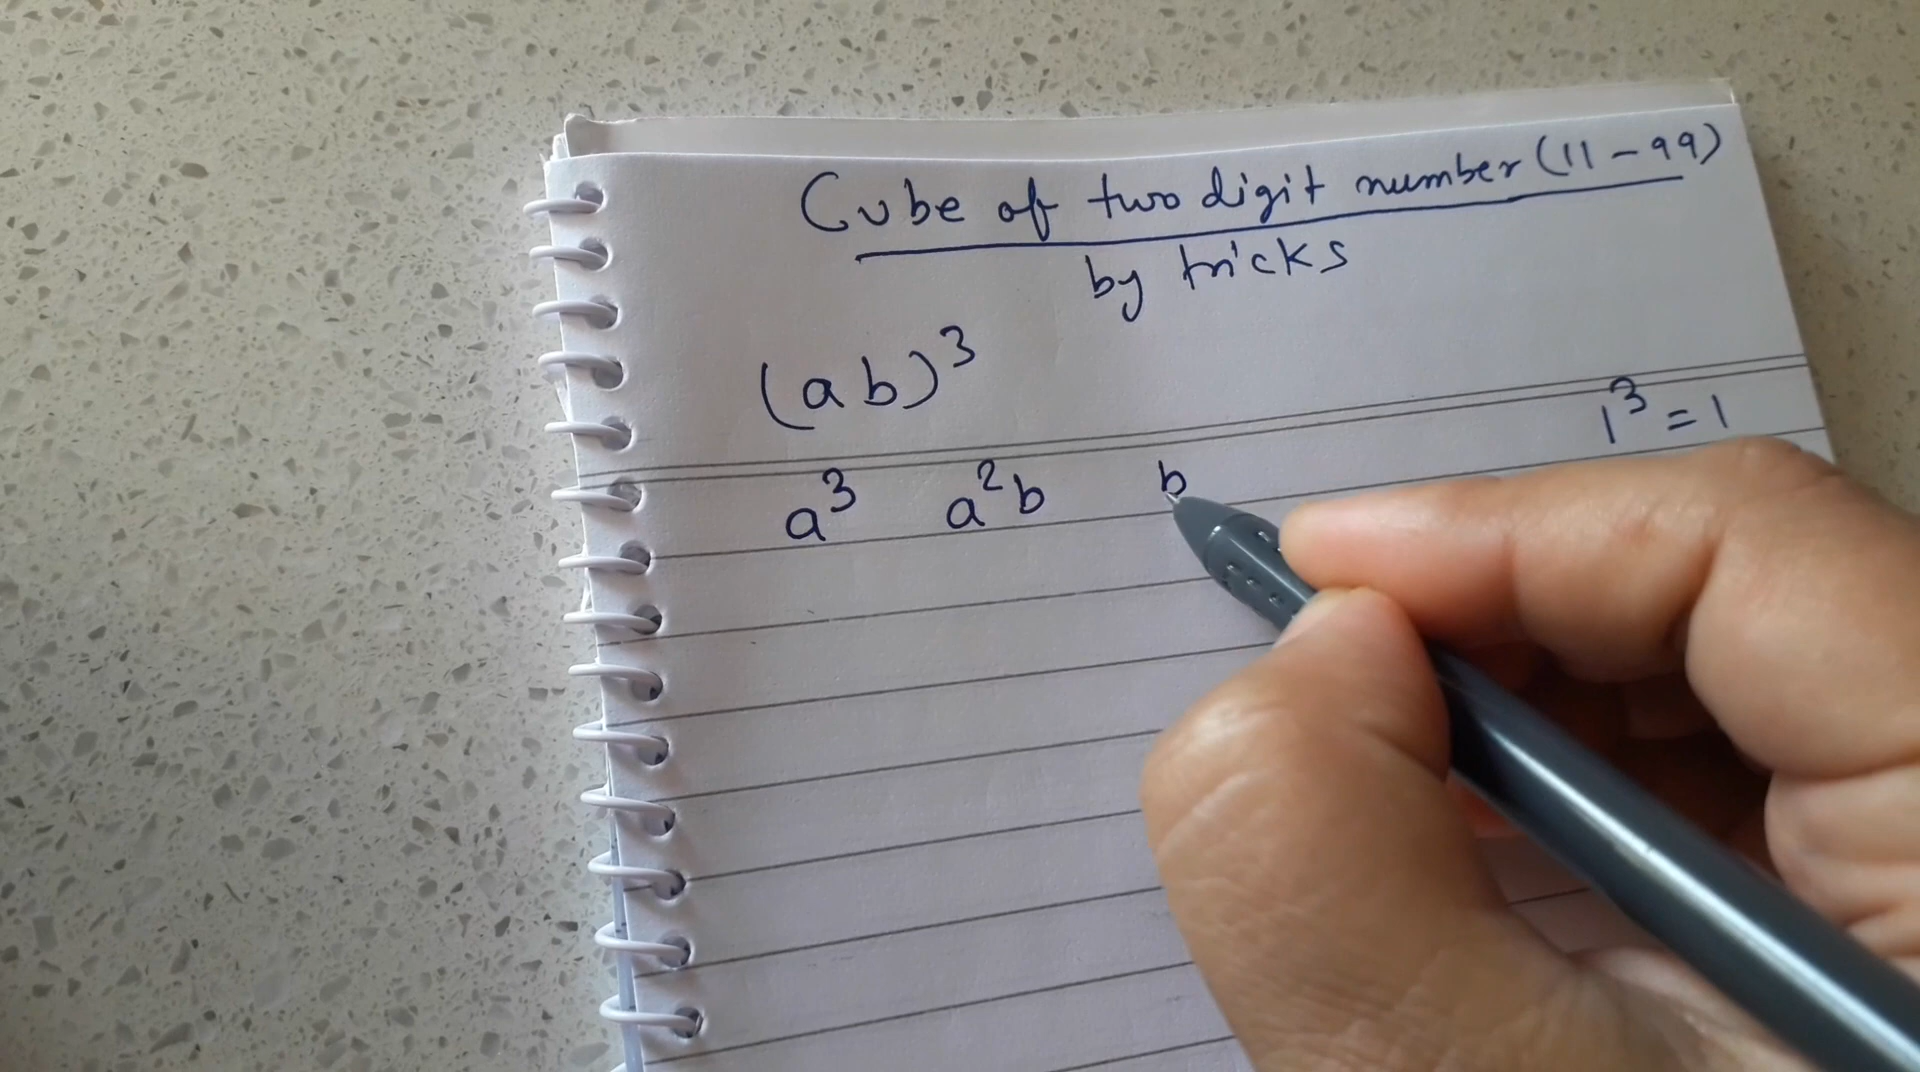 Cube of two digit number (11-99)
by tricks
(ab)³
1³ = 1
a³ a²b b